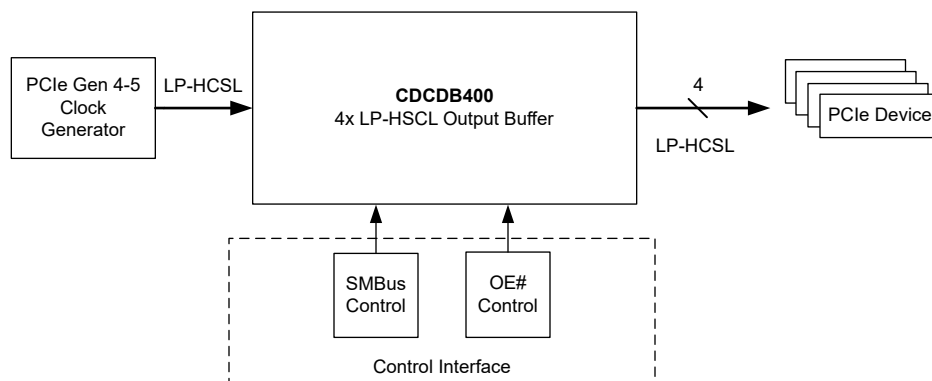 PCIe Gen 4-5
Clock
Generator
LP-HCSL
CDCDB400
4x LP-HSCL Output Buffer
4
LP-HCSL
PCIe Device
SMBus
Control
OE#
Control
Control Interface